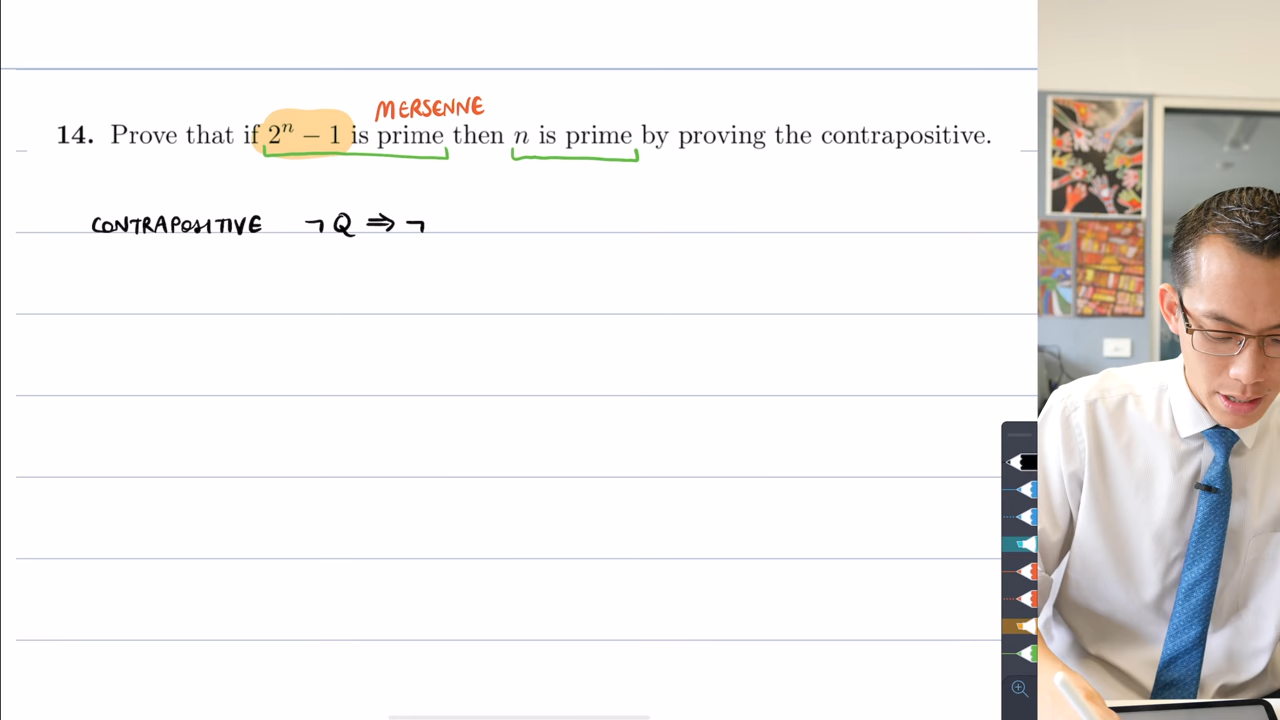 MERSENNE
14. Prove that if 2ⁿ − 1 is prime then n is prime by proving the contrapositive.
CONTRAPOSITIVE ¬ Q ⇒ ¬